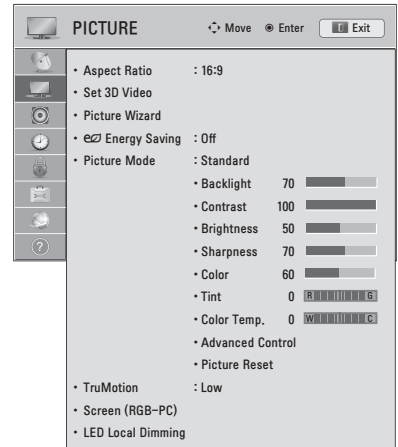 PICTURE Move Enter Exit
• Aspect Ratio : 16:9
• Set 3D Video
• Picture Wizard
• Energy Saving : Off
• Picture Mode : Standard
• Backlight 70
• Contrast 100
• Brightness 50
• Sharpness 70
• Color 60
• Tint 0 R G
• Color Temp. 0 W C
• Advanced Control
• Picture Reset
• TruMotion : Low
• Screen (RGB-PC)
• LED Local Dimming
?